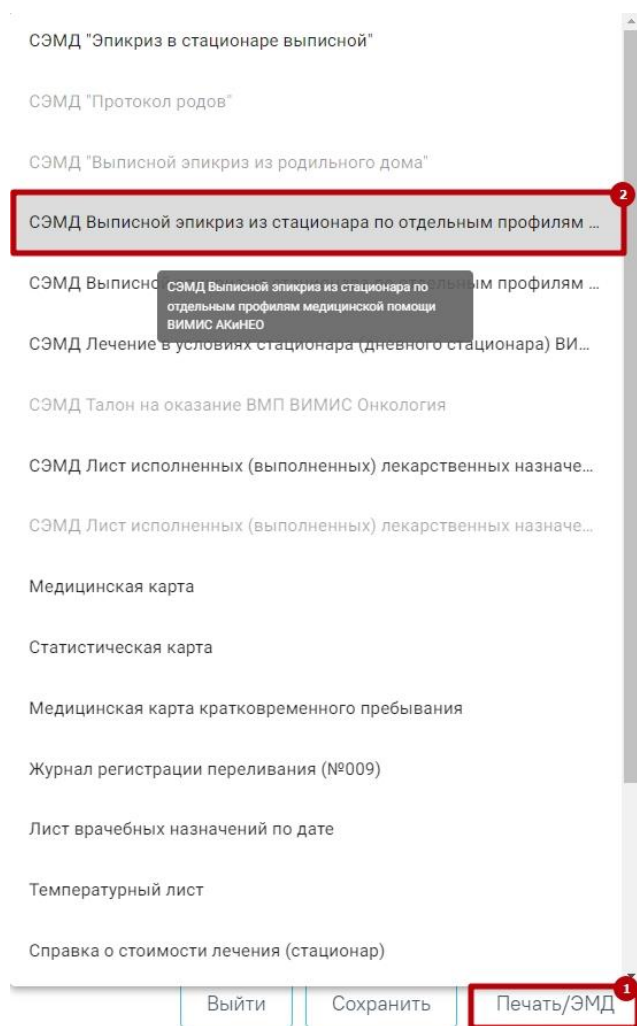 СЭМД "Эпикриз в стационаре выписной"
СЭМД "Протокол родов"
СЭМД "Выписной эпикриз из родильного дома"
2
СЭМД Выписной эпикриз из стационара по отдельным профилям ...
СЭМД Выписной
ым профилям ...
СЭМД Выписной эпикриз из стационара по
отдельным профилям медицинской помощи
ВИМИС АКиНЕО
СЭМД Лечение в условиях стационара (дневного стационара) ВИ...
СЭМД Талон на оказание ВМП ВИМИС Онкология
СЭМД Лист исполненных (выполненных) лекарственных назначе...
СЭМД Лист исполненных (выполненных) лекарственных назначе...
Медицинская карта
Статистическая карта
Медицинская карта кратковременного пребывания
Журнал регистрации переливания (№009)
Лист врачебных назначений по дате
Температурный лист
Справка о стоимости лечения (стационар)
1
Выйти Сохранить Печать/ЭМД